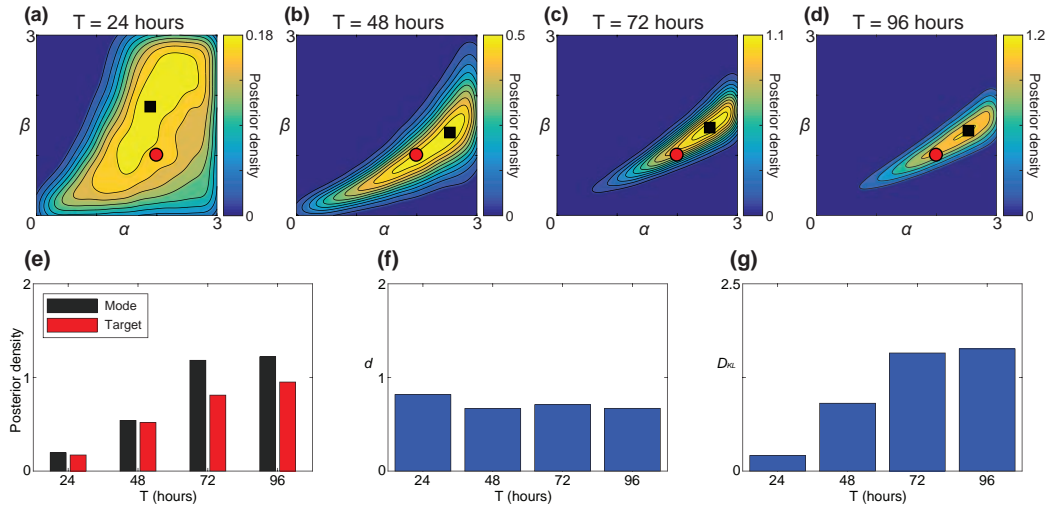 (a) T = 24 hours
3
β
0
α
3
0.18
Posterior density
0
(b) T = 48 hours
3
β
0
α
3
0.5
Posterior density
0
(c) T = 72 hours
3
β
0
α
3
1.1
Posterior density
0
(d) T = 96 hours
3
β
0
α
3
1.2
Posterior density
0
(e)
2
1
0
Posterior density
Mode
Target
24 48 72 96
T (hours)
(f)
2
d
1
0
24 48 72 96
T (hours)
(g)
2.5
D_KL
0
24 48 72 96
T (hours)